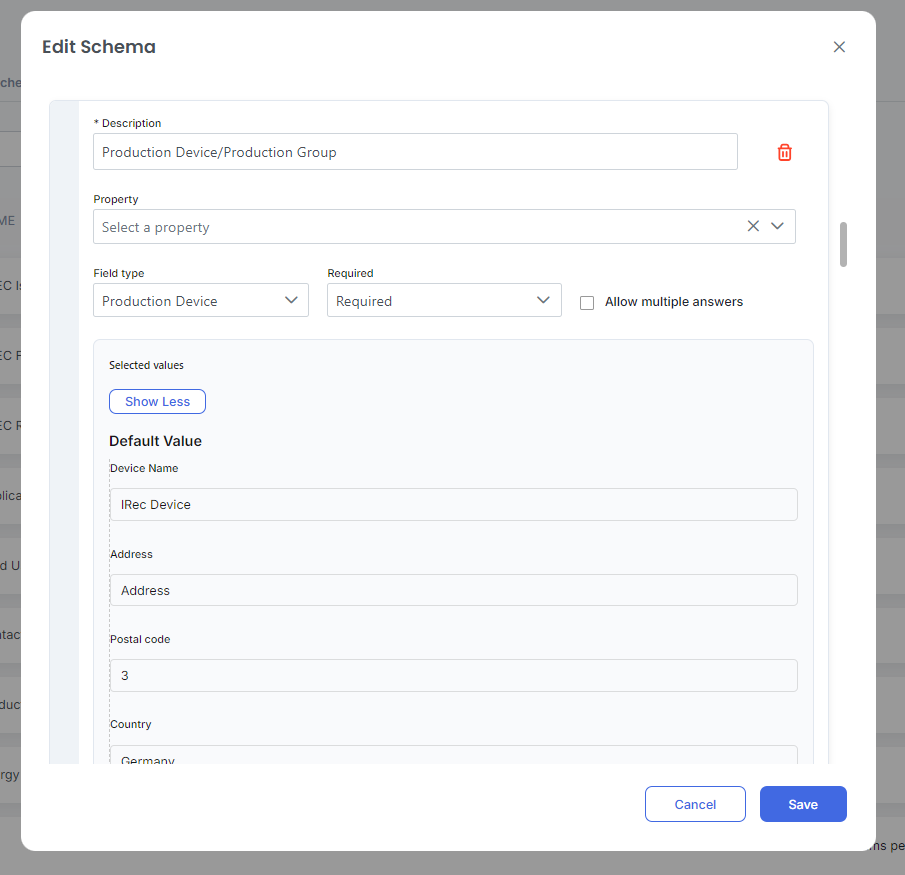 Edit Schema
* Description
Production Device/Production Group
Property
Select a property
Field type
Required
Production Device
Required
Allow multiple answers
Selected values
Show Less
Default Value
Device Name
IRec Device
Address
Address
Postal code
3
Country
Germany
Cancel
Save